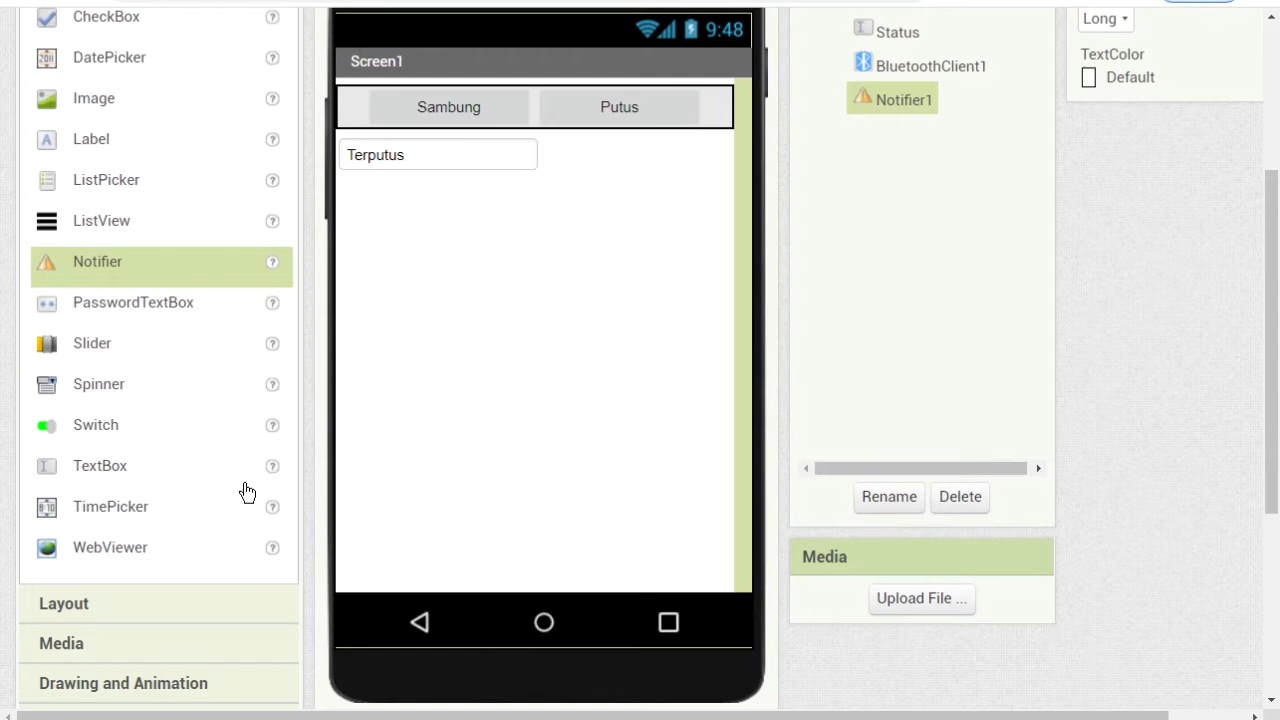 CheckBox
DatePicker
Image
Label
ListPicker
ListView
Notifier
PasswordTextBox
Slider
Spinner
Switch
TextBox
TimePicker
WebViewer
Layout
Media
Drawing and Animation
9:48
Screen1
Sambung
Putus
Terputus
Status
BluetoothClient1
Notifier1
Rename
Delete
Media
Upload File ...
Long
TextColor
Default